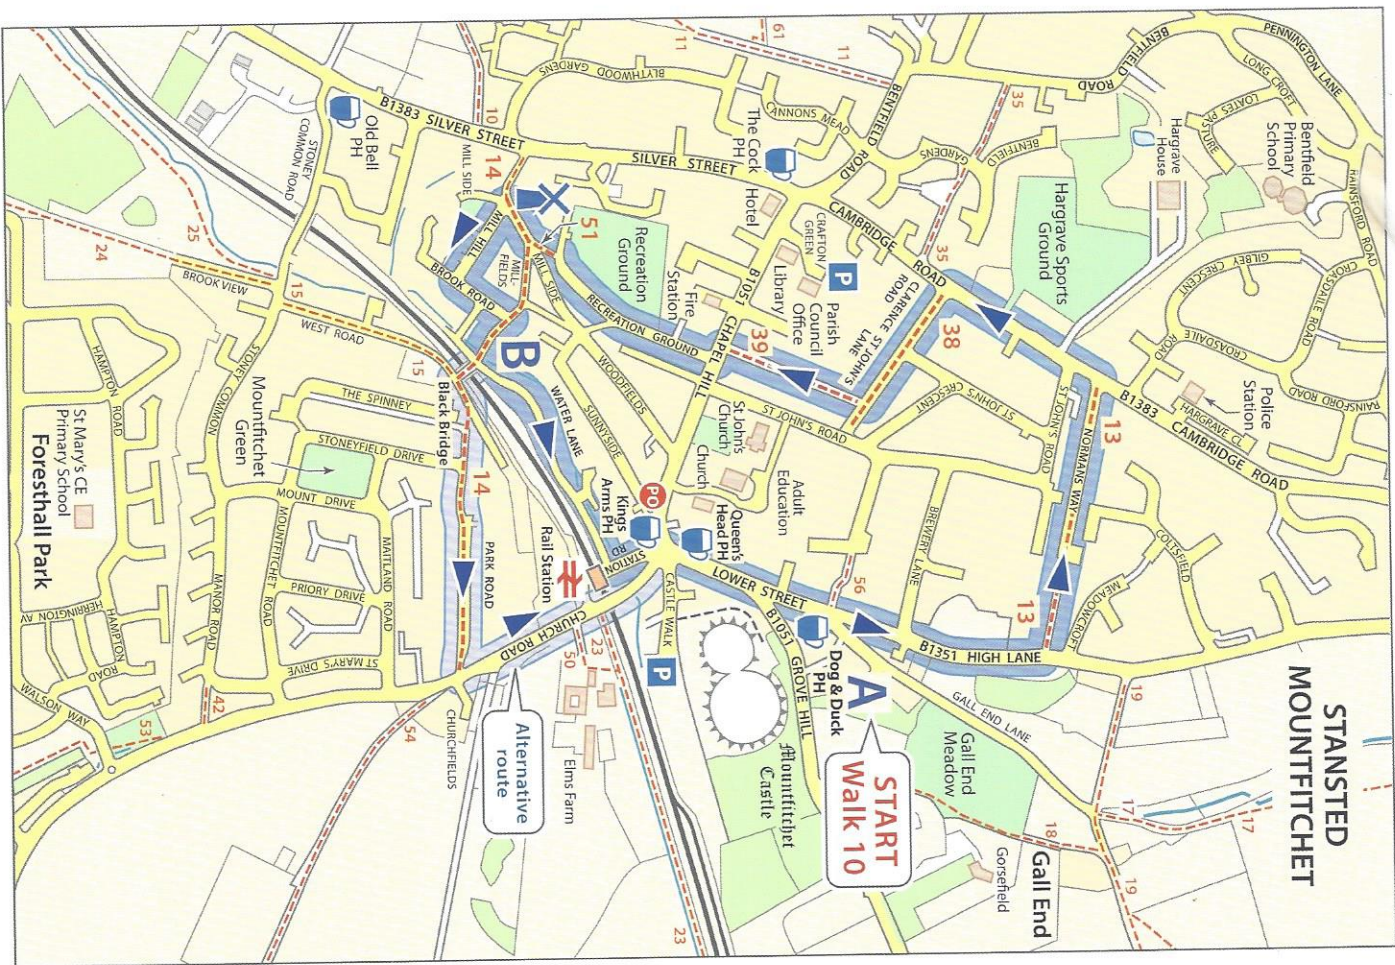 STANSTED
MOUNTFITCHET
PENNINGTON LANE
BENTFIELD
ROAD
LONG CROFT
LOATES PASTURE
RAINSFORD ROAD
RAINSFORD ROAD
Bentfield
Primary
School
Hargrave
House
CROASDAILE ROAD
CROASDAILE
ROAD
GILBEY CRESCENT
Police
Station
HARGRAVE CL
B1383
CAMBRIDGE ROAD
Hargrave Sports
Ground
13
NORMANS WAY
13
ST JOHN'S ROAD
COLTSFIELD
MEADOWCROFT
19
17
17
19
18
Gall End
Gorsefield
Gall End
Meadow
GALL END LANE
B1351 HIGH LANE
BREWERY LANE
START
Walk 10
A
Dog & Duck
PH
56
LOWER STREET
B1051 GROVE HILL
Mountfitchet
Castle
35
35
BENTFIELD
GARDENS
BENTFIELD
ROAD
CAMBRIDGE
ROAD
38
CLARENCE
ROAD
ST JOHN'S
LANE
ST JOHN'S
CRESCENT
ST JOHN'S ROAD
11
61
11
BLYTHWOOD
GARDENS
CANNONS MEAD
The Cock
PH
SILVER STREET
Hotel
CRAFTON
GREEN
P
Parish
Council
Office
Library
39
B1051
CHAPEL HILL
Fire
Station
Recreation
Ground
RECREATION GROUND
St John's
Church
Church
Adult
Education
Queen's
Head PH
PO
Kings
Arms PH
STATION
RD
CASTLE WALK
P
B1383 SILVER STREET
10
14
MILL SIDE
MILL HILL
51
MILL SIDE
MILL-
FIELDS
BROOK ROAD
WOODFIELDS
SUNNYSIDE
WATER LANE
B
Old Bell
PH
STONEY
COMMON ROAD
Rail Station
CHURCH ROAD
23
50
23
Elms Farm
Alternative
route
24
25
BROOK VIEW
15
WEST ROAD
15
Black Bridge
14
PARK ROAD
THE SPINNEY
STONEYFIELD DRIVE
Mountfitchet
Green
MOUNT DRIVE
MOUNTFITCHET ROAD
MAITLAND ROAD
PRIORY DRIVE
ST MARY'S DRIVE
CHURCHFIELDS
54
STONEY COMMON
MANOR ROAD
42
HAMPTON ROAD
St Mary's CE
Primary School
Foresthall Park
HERRINGTON AV
HAMPTON
ROAD
WALSON WAY
53